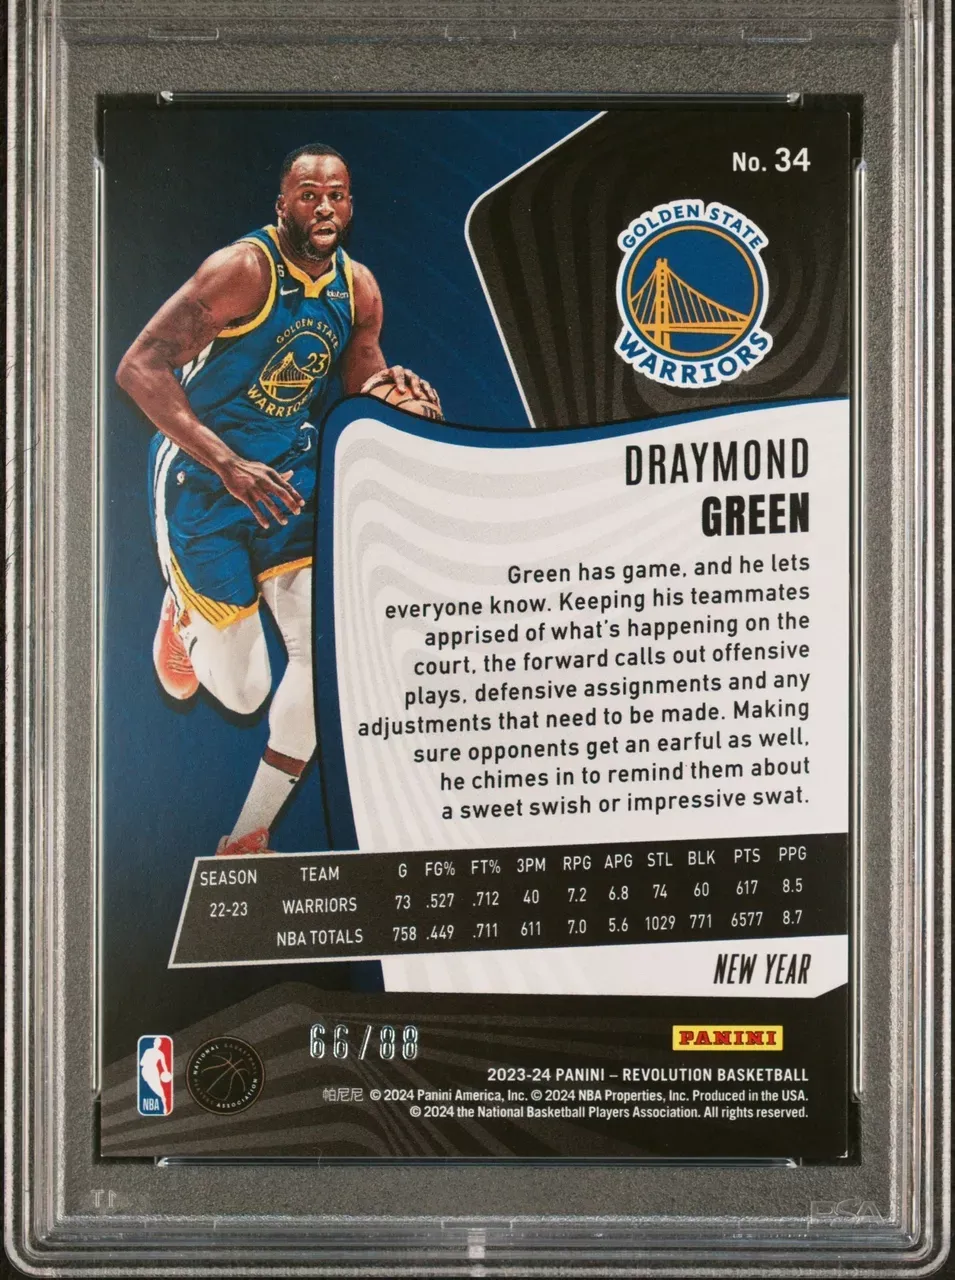 No. 34
GOLDEN STATE
WARRIORS
6
Rakuten
GOLDEN STATE
23
WARRIORS
DRAYMOND
GREEN
Green has game, and he lets
everyone know. Keeping his teammates
apprised of what's happening on the
court, the forward calls out offensive
plays, defensive assignments and any
adjustments that need to be made. Making
sure opponents get an earful as well,
he chimes in to remind them about
a sweet swish or impressive swat.
SEASON TEAM G FG% FT% 3PM RPG APG STL BLK PTS PPG
22-23 WARRIORS 73 .527 .712 40 7.2 6.8 74 60 617 8.5
NBA TOTALS 758 .449 .711 611 7.0 5.6 1029 771 6577 8.7
NEW YEAR
66/88
PANINI
NBA
NATIONAL BASKETBALL
ASSOCIATION
2023-24 PANINI – REVOLUTION BASKETBALL
帕尼尼 © 2024 Panini America, Inc. © 2024 NBA Properties, Inc. Produced in the USA.
© 2024 the National Basketball Players Association. All rights reserved.
PSA